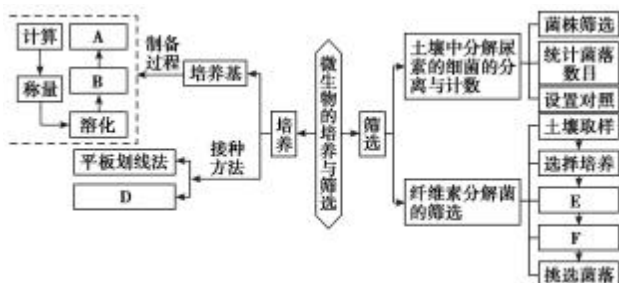 计算
称量
溶化
B
A
制备
过程
培养基
平板划线法
D
接种
方法
培养
微生物的培养与筛选
筛选
土壤中分解尿
素的细菌的分
离与计数
菌株筛选
统计菌落
数目
设置对照
纤维素分解菌
的筛选
土壤取样
选择培养
E
F
挑选菌落